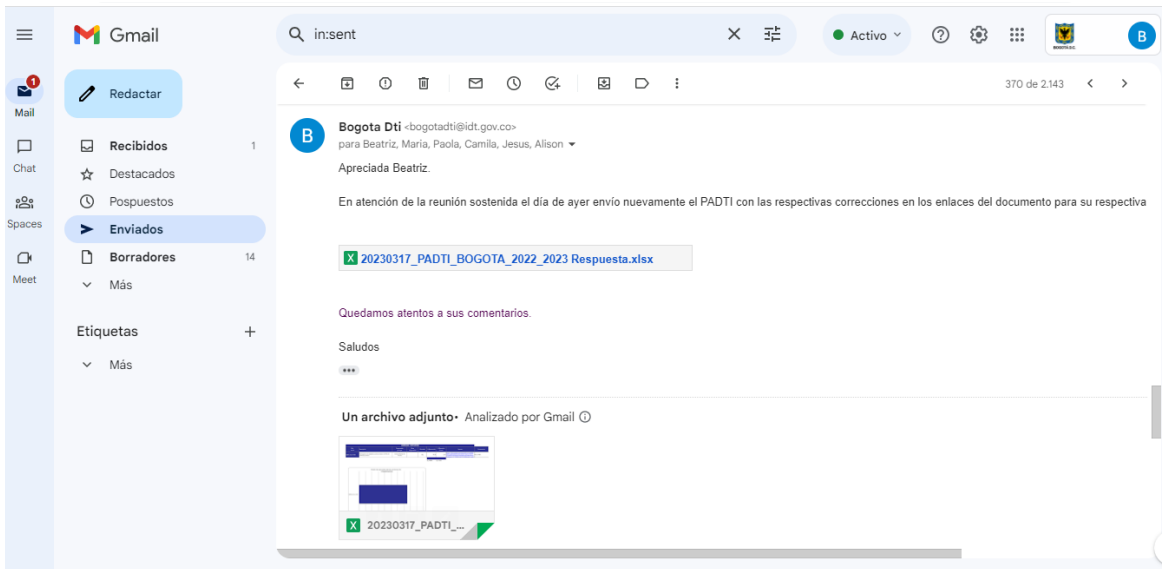 Gmail
in:sent
Activo
BOGOTÁ D.C.
B
1
Mail
Chat
Spaces
Meet
Redactar
Recibidos 1
Destacados
Pospuestos
Enviados
Borradores 14
Más
Etiquetas
Más
370 de 2.143
B
Bogota Dti <bogotadti@idt.gov.co>
para Beatriz, Maria, Paola, Camila, Jesus, Alison
Apreciada Beatriz.
En atención de la reunión sostenida el día de ayer envío nuevamente el PADTI con las respectivas correcciones en los enlaces del documento para su respectiva
X 20230317_PADTI_BOGOTA_2022_2023 Respuesta.xlsx
Quedamos atentos a sus comentarios.
Saludos
Un archivo adjunto • Analizado por Gmail
X 20230317_PADTI_...